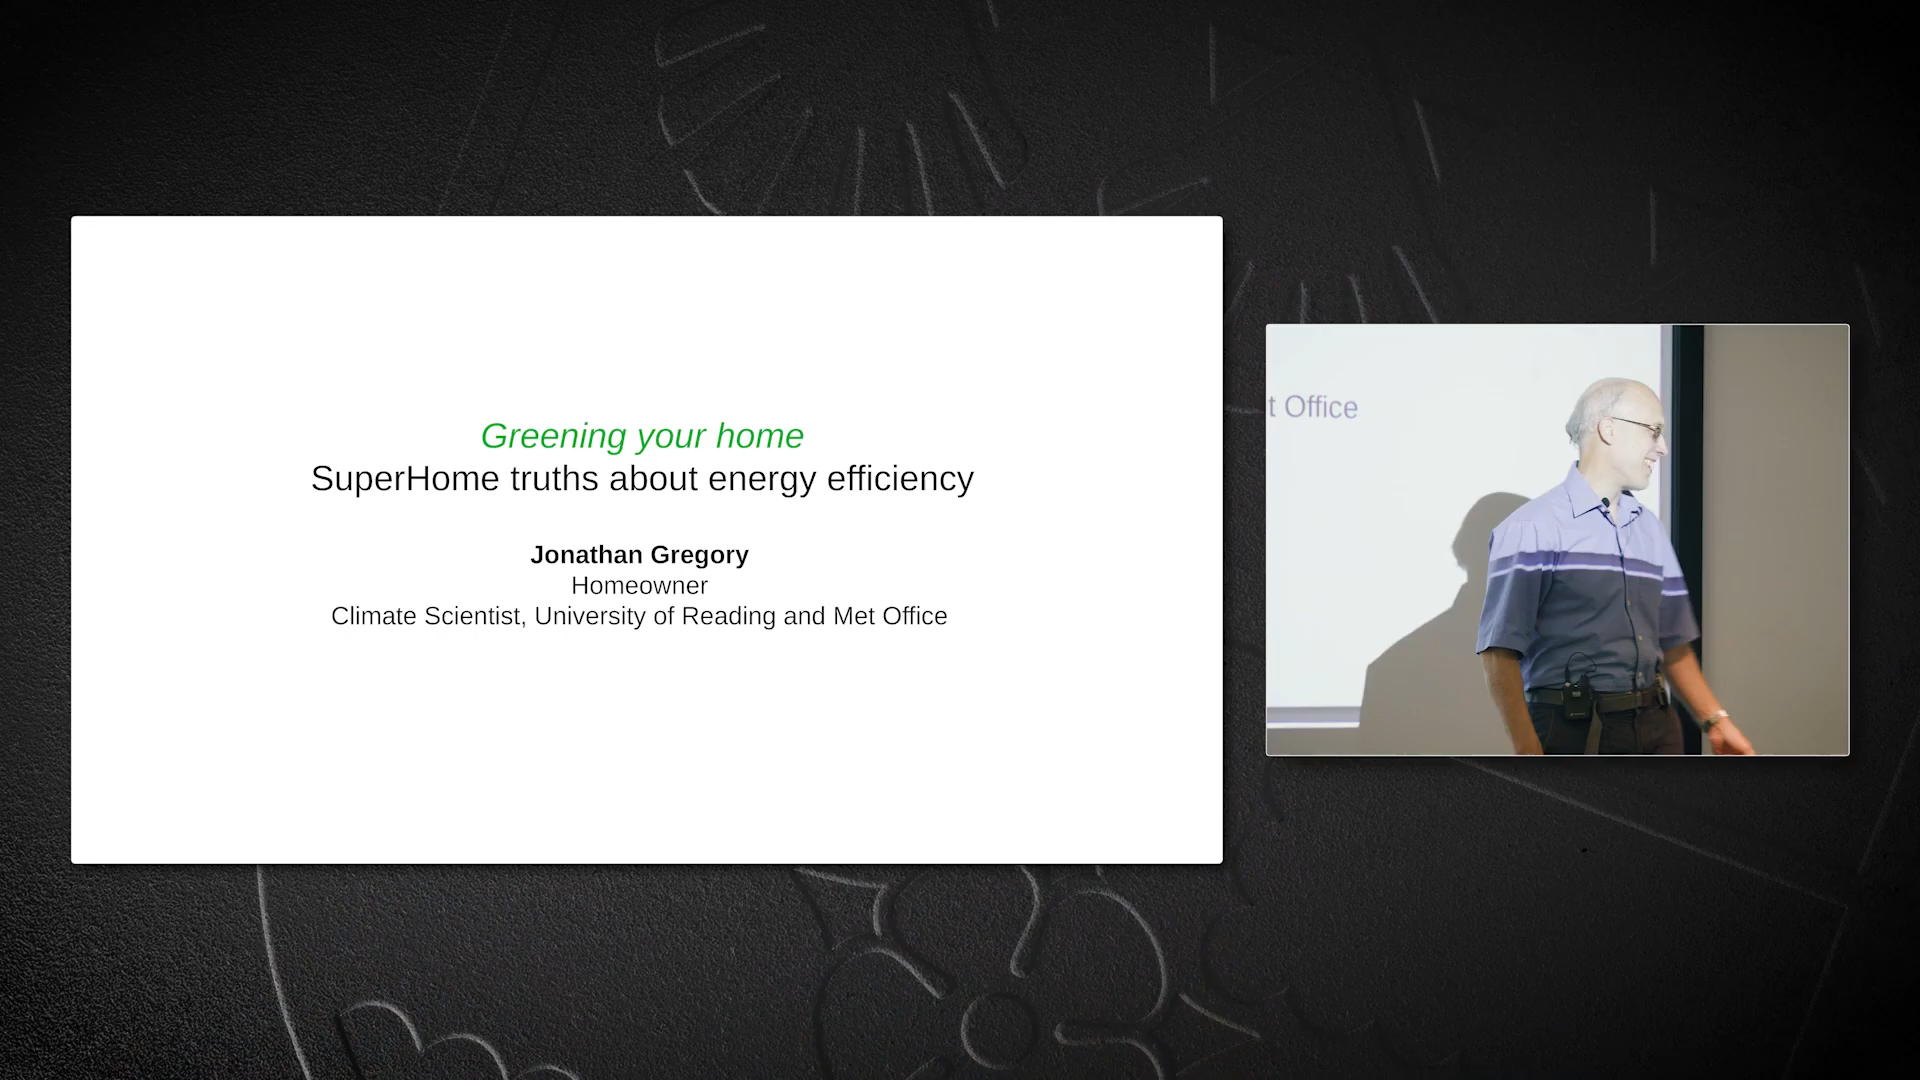 Greening your home
SuperHome truths about energy efficiency
Jonathan Gregory
Homeowner
Climate Scientist, University of Reading and Met Office
t Office